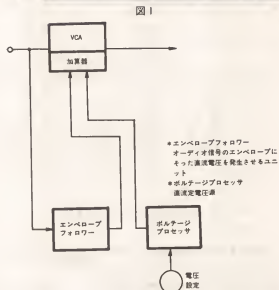 図1
VCA
加算器
*エンベロープフォロワー
オーディオ信号のエンベロープに
そった直流電圧を発生させるユニ
ット
*ボルテージプロセッサ
直流定電圧源
エンベロープ
フォロワー
ボルテージ
プロセッサ
電圧
設定